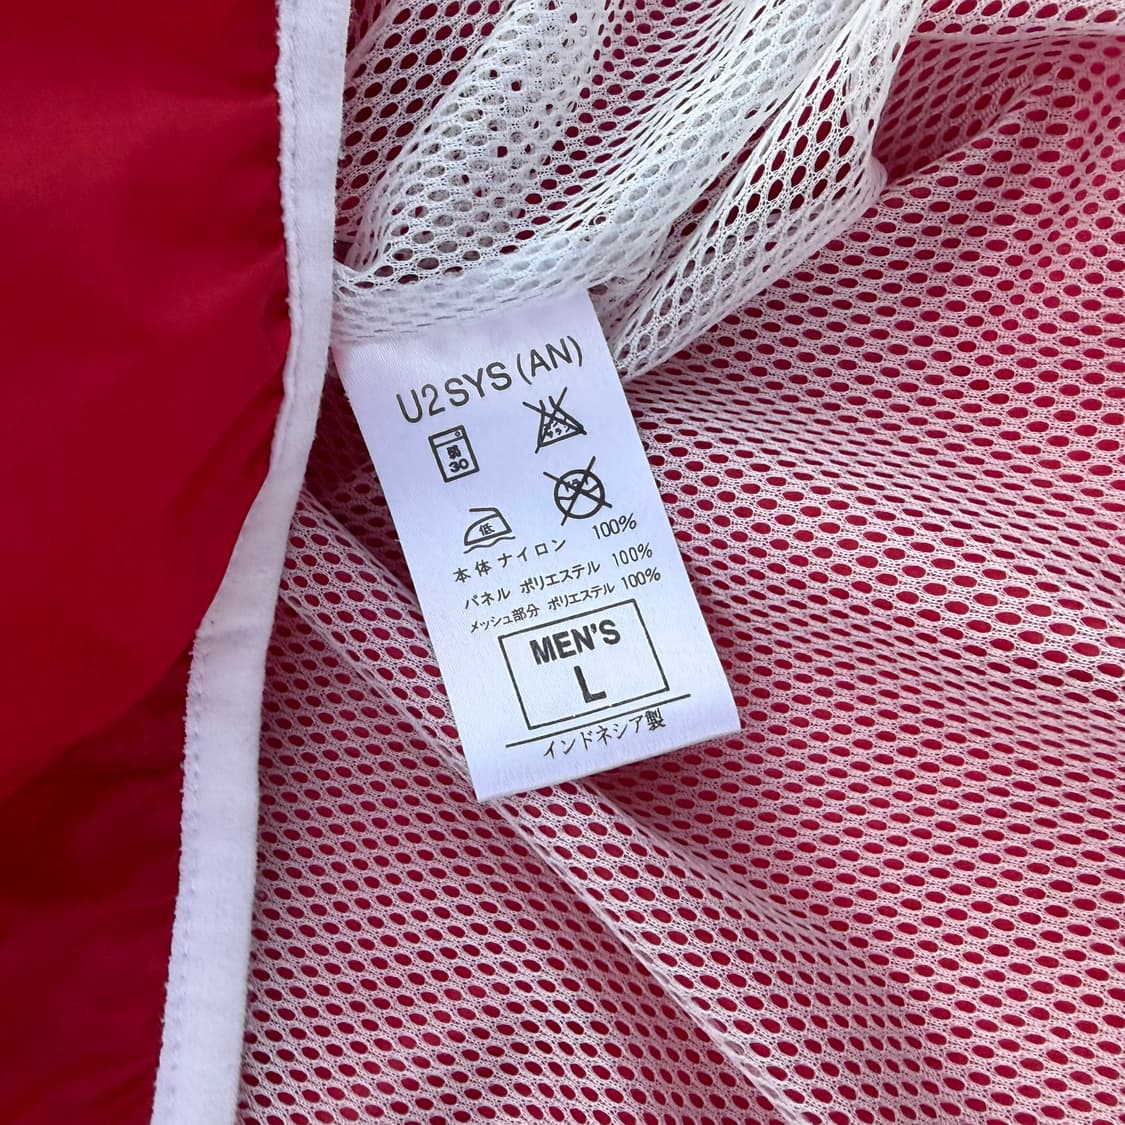 U2SYS(AN)
弱
30
低
本体 ナイロン 100%
パネル ポリエステル 100%
メッシュ部分 ポリエステル 100%
MEN'S
L
インドネシア製